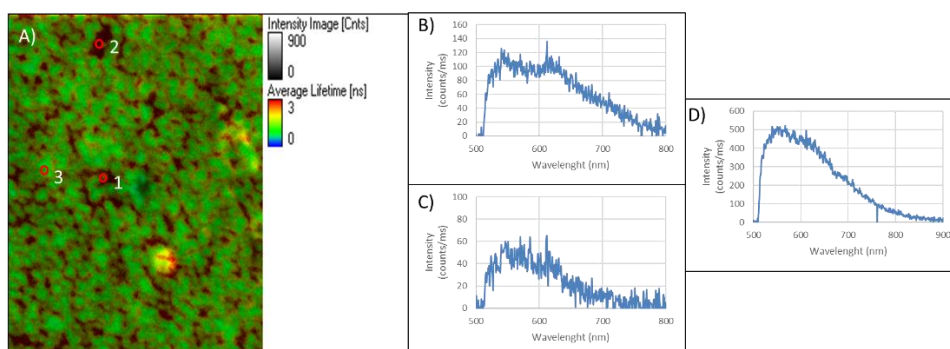 A)
Intensity Image [Cnts]
900
0
Average Lifetime [ns]
3
0
2
3
1
B)
Intensity
(counts/ms)
160
140
120
100
80
60
40
20
0
500
600
700
800
Wavelenght (nm)
C)
Intensity
(counts/ms)
100
80
60
40
20
0
500
600
700
800
Wavelenght (nm)
D)
Intensity
(counts/ms)
600
500
400
300
200
100
0
500
600
700
800
900
Wavelenght (nm)